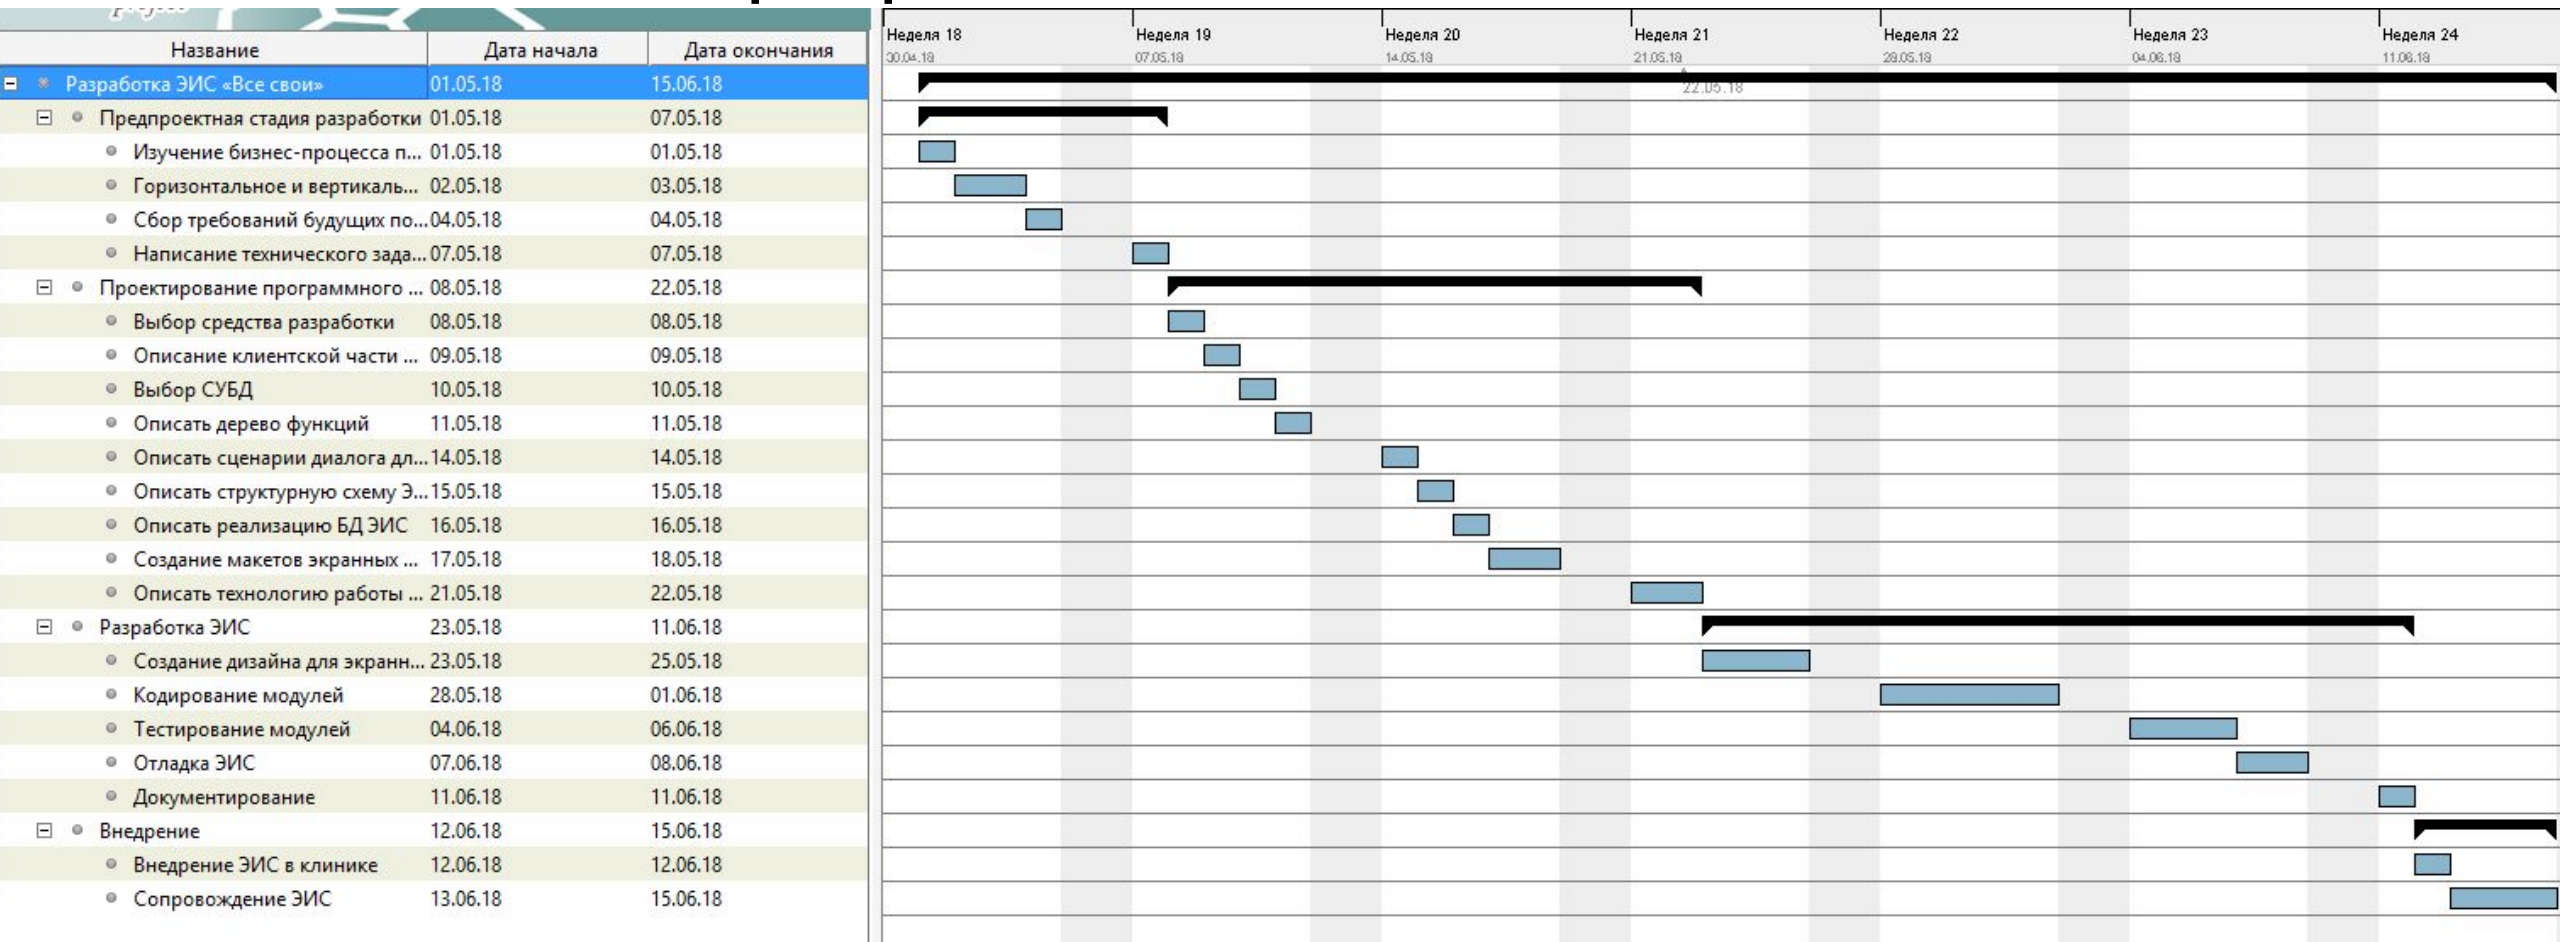 project
Неделя 18 Неделя 19 Неделя 20 Неделя 21 Неделя 22 Неделя 23 Неделя 24
Название Дата начала Дата окончания
30.04.18 07.05.18 14.05.18 21.05.18 28.05.18 04.06.18 11.06.18
Разработка ЭИС «Все свои» 01.05.18 15.06.18
22.05.18
Предпроектная стадия разработки 01.05.18 07.05.18
Изучение бизнес-процесса п... 01.05.18 01.05.18
Горизонтальное и вертикаль... 02.05.18 03.05.18
Сбор требований будущих по... 04.05.18 04.05.18
Написание технического зада... 07.05.18 07.05.18
Проектирование программного ... 08.05.18 22.05.18
Выбор средства разработки 08.05.18 08.05.18
Описание клиентской части ... 09.05.18 09.05.18
Выбор СУБД 10.05.18 10.05.18
Описать дерево функций 11.05.18 11.05.18
Описать сценарии диалога дл... 14.05.18 14.05.18
Описать структурную схему Э... 15.05.18 15.05.18
Описать реализацию БД ЭИС 16.05.18 16.05.18
Создание макетов экранных ... 17.05.18 18.05.18
Описать технологию работы ... 21.05.18 22.05.18
Разработка ЭИС 23.05.18 11.06.18
Создание дизайна для экранн... 23.05.18 25.05.18
Кодирование модулей 28.05.18 01.06.18
Тестирование модулей 04.06.18 06.06.18
Отладка ЭИС 07.06.18 08.06.18
Документирование 11.06.18 11.06.18
Внедрение 12.06.18 15.06.18
Внедрение ЭИС в клинике 12.06.18 12.06.18
Сопровождение ЭИС 13.06.18 15.06.18